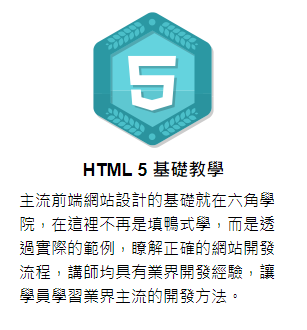 5
HTML 5 基礎教學
主流前端網站設計的基礎就在六角學
院，在這裡不再是填鴨式學，而是透
過實際的範例，瞭解正確的網站開發
流程，講師均具有業界開發經驗，讓
學員學習業界主流的開發方法。